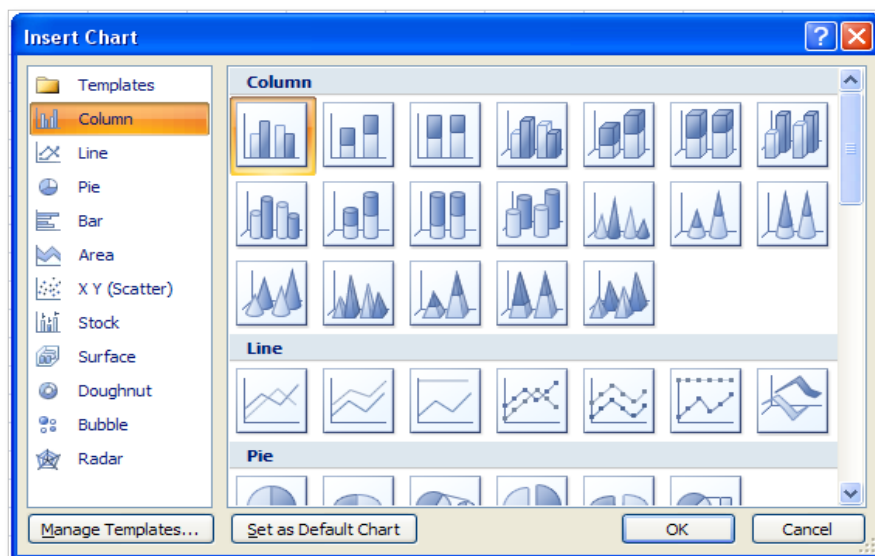 Insert Chart
?
Templates
Column
Line
Pie
Bar
Area
X Y (Scatter)
Stock
Surface
Doughnut
Bubble
Radar
Column
Line
Pie
Manage Templates...
Set as Default Chart
OK
Cancel